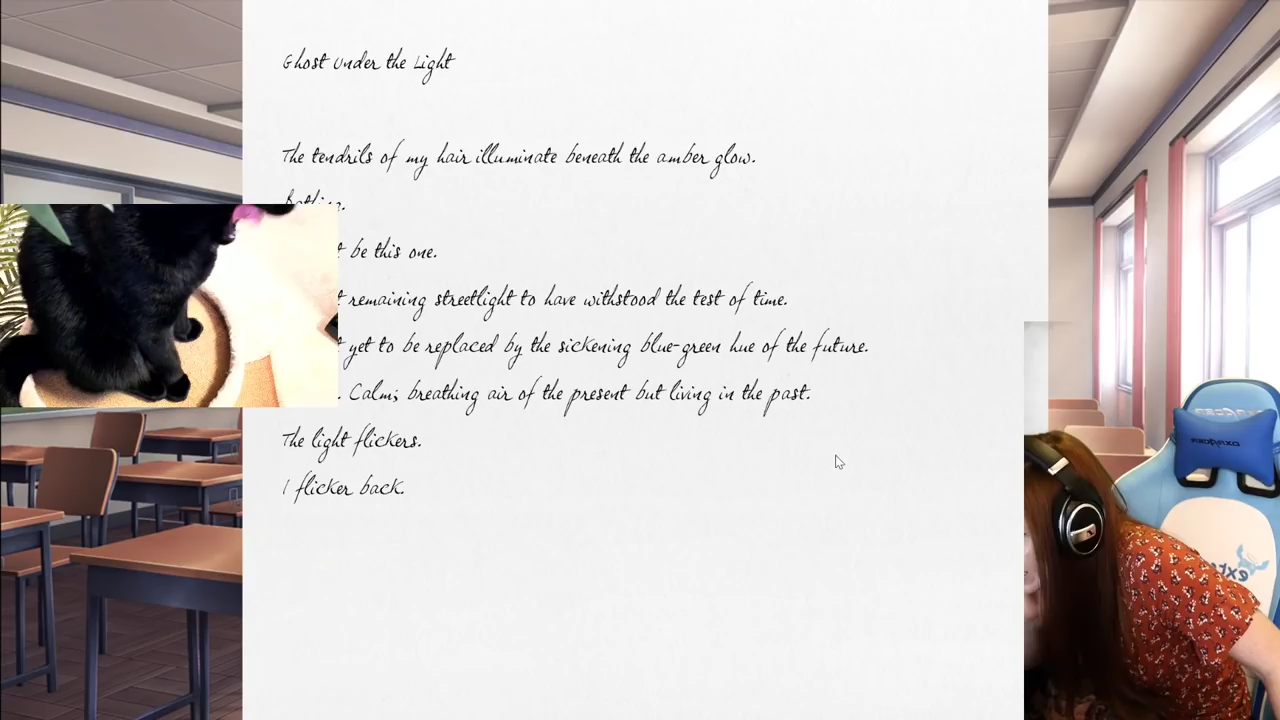 Ghost Under the Light
The tendrils of my hair illuminate beneath the amber glow.
be this one.
remaining streetlight to have withstood the test of time.
yet to be replaced by the sickening blue-green hue of the future.
Calm; breathing air of the present but living in the past.
The light flickers.
I flicker back.